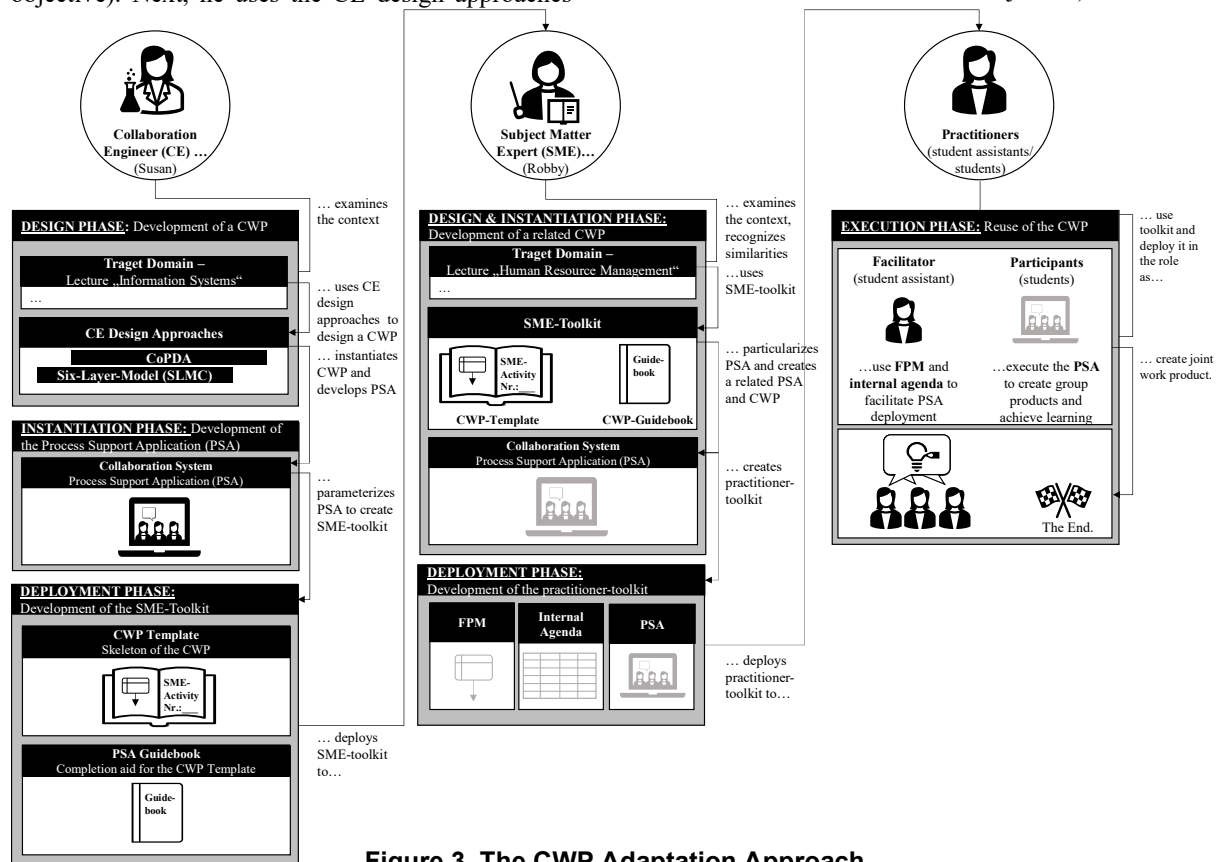 objective). Next, he uses the CE design approaches
Collaboration
Engineer (CE) …
(Susan)
… examines
the context
DESIGN PHASE: Development of a CWP
Traget Domain –
Lecture „Information Systems“
…
… uses CE
design
approaches to
design a CWP
CE Design Approaches
CoPDA
Six-Layer-Model (SLMC)
… instantiates
CWP and
develops PSA
INSTANTIATION PHASE: Development of
the Process Support Application (PSA)
Collaboration System
Process Support Application (PSA)
…
parameterizes
PSA to create
SME-toolkit
DEPLOYMENT PHASE:
Development of the SME-Toolkit
CWP Template
Skeleton of the CWP
SME-
Activity
Nr.:___
PSA Guidebook
Completion aid for the CWP Template
Guide-
book
… deploys
SME-toolkit
to…
Subject Matter
Expert (SME)…
(Robby)
… examines
the context,
recognizes
similarities
DESIGN & INSTANTIATION PHASE:
Development of a related CWP
Traget Domain –
Lecture „Human Resource Management“
…
…uses
SME-toolkit
SME-Toolkit
SME-
Activity
Nr.:___
Guide-
book
CWP-Template
CWP-Guidebook
… particularizes
PSA and creates
a related PSA
and CWP
Collaboration System
Process Support Application (PSA)
… creates
practitioner-
toolkit
DEPLOYMENT PHASE:
Development of the practitioner-toolkit
FPM
Internal
Agenda
PSA
… deploys
practitioner-
toolkit to…
Practitioners
(student assistants/
students)
EXECUTION PHASE: Reuse of the CWP
… use
toolkit and
deploy it in
the role
as…
Facilitator
(student assistant)
…use FPM and
internal agenda to
facilitate PSA
deployment
Participants
(students)
…execute the PSA
to create group
products and
achieve learning
… create joint
work product.
The End.
Figure 3. The CWP Adaptation Approach